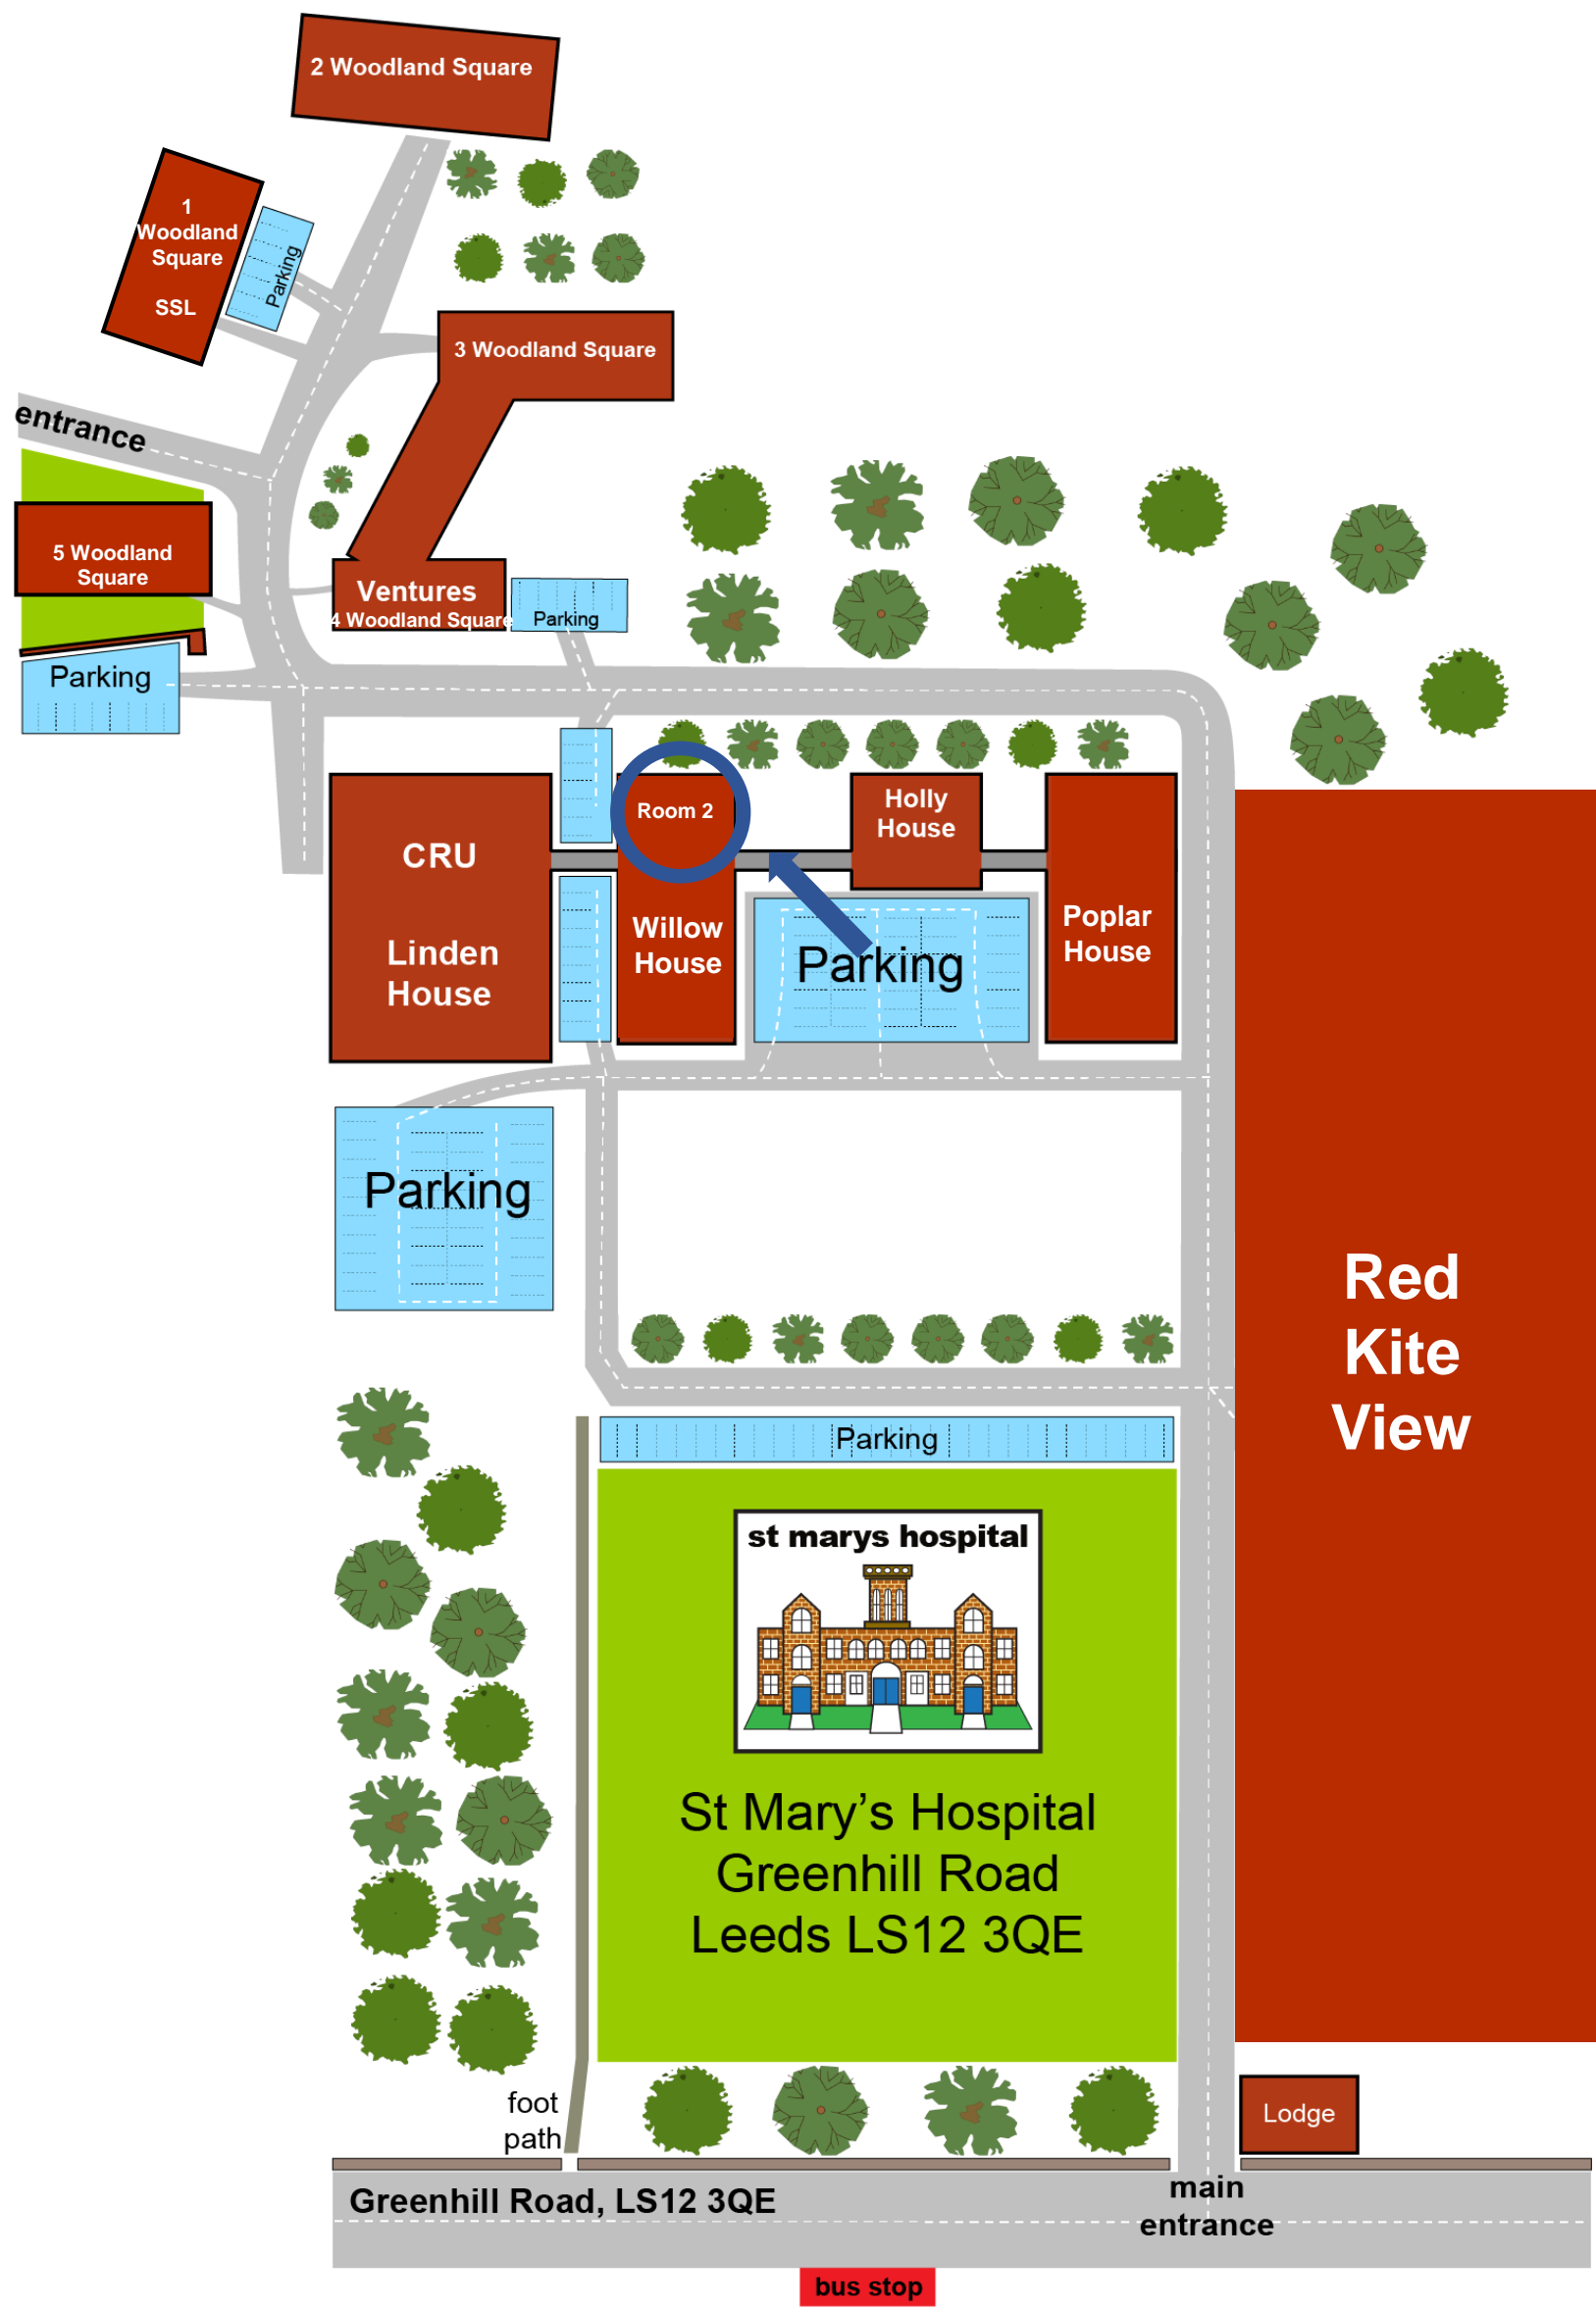 2 Woodland Square
1
Woodland
Square
SSL
Parking
3 Woodland Square
entrance
5 Woodland
Square
Ventures
4 Woodland Square
Parking
Parking
Room 2
Holly
House
CRU
Linden
House
Willow
House
Parking
Poplar
House
Parking
Red
Kite
View
Parking
st marys hospital
St Mary’s Hospital
Greenhill Road
Leeds LS12 3QE
foot
path
Lodge
Greenhill Road, LS12 3QE
main
entrance
bus stop